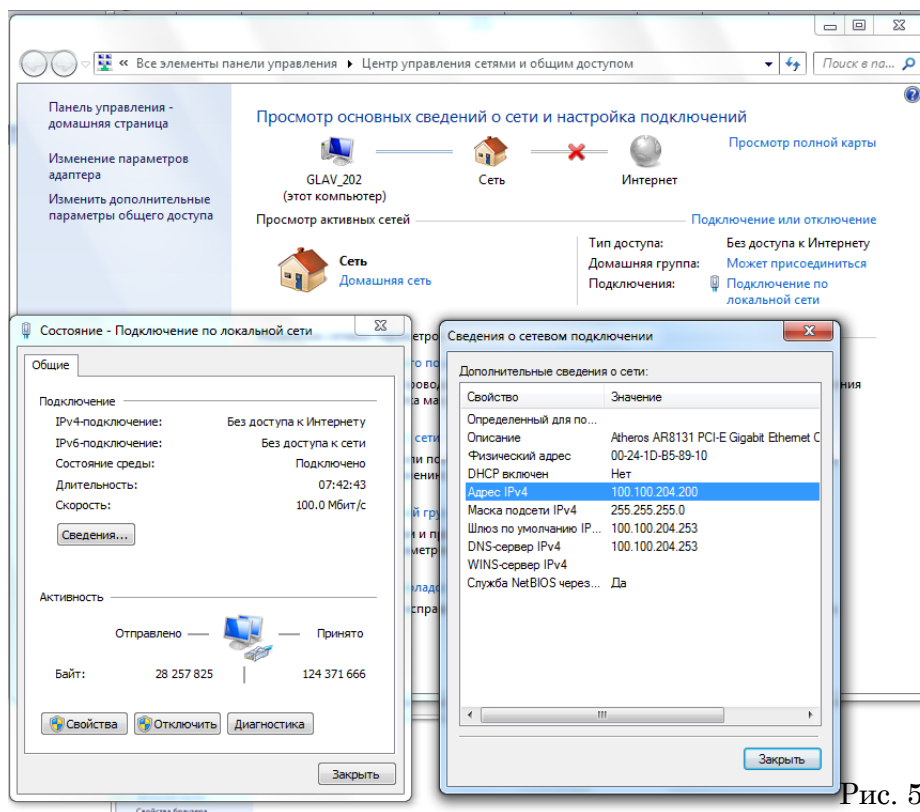 « Все элементы панели управления ▸ Центр управления сетями и общим доступом
Поиск в па...
Панель управления -
домашняя страница
Изменение параметров
адаптера
Изменить дополнительные
параметры общего доступа
Просмотр основных сведений о сети и настройка подключений
Просмотр полной карты
GLAV_202
(этот компьютер)
Сеть
Интернет
Просмотр активных сетей
Подключение или отключение
Сеть
Домашняя сеть
Тип доступа: Без доступа к Интернету
Домашняя группа: Может присоединиться
Подключения: Подключение по
локальной сети
Состояние - Подключение по локальной сети
Общие
Подключение
IPv4-подключение: Без доступа к Интернету
IPv6-подключение: Без доступа к сети
Состояние среды: Подключено
Длительность: 07:42:43
Скорость: 100.0 Мбит/с
Сведения...
Активность
Отправлено — — Принято
Байт: 28 257 825 124 371 666
Свойства Отключить Диагностика
Закрыть
Сведения о сетевом подключении
Дополнительные сведения о сети:
Свойство Значение
Определенный для по...
Описание Atheros AR8131 PCI-E Gigabit Ethernet C
Физический адрес 00-24-1D-B5-89-10
DHCP включен Нет
Адрес IPv4 100.100.204.200
Маска подсети IPv4 255.255.255.0
Шлюз по умолчанию IP... 100.100.204.253
DNS-сервер IPv4 100.100.204.253
WINS-сервер IPv4
Служба NetBIOS через... Да
Закрыть
Рис. 5